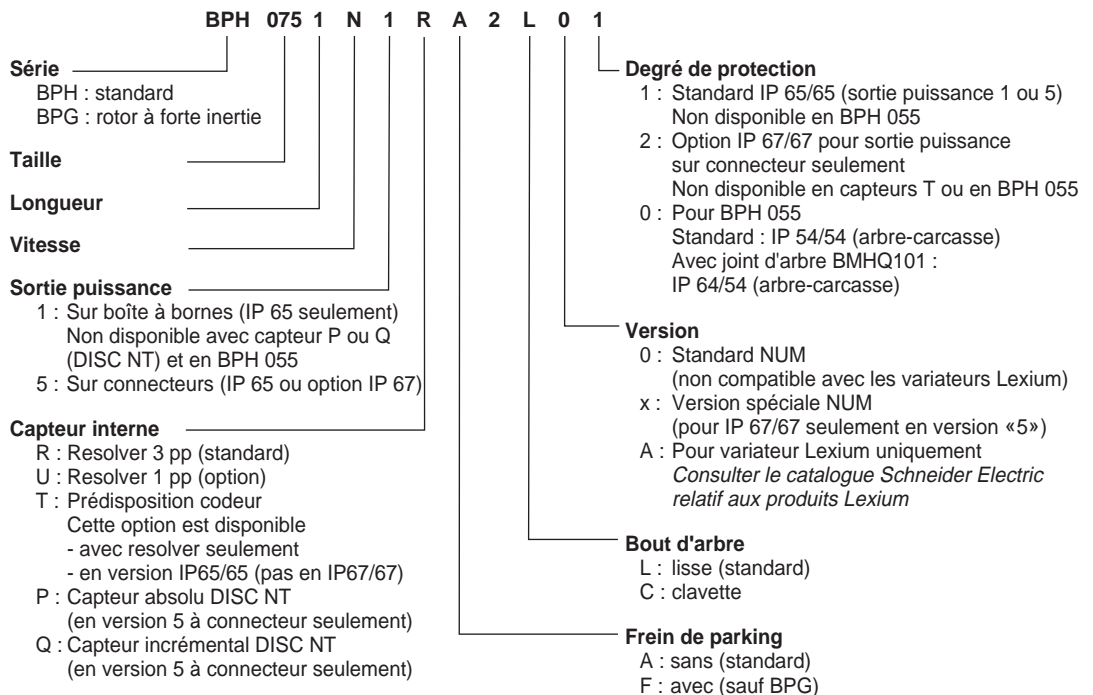 BPH 075 1 N 1 R A 2 L 0 1
Série
BPH : standard
BPG : rotor à forte inertie
Taille
Longueur
Vitesse
Sortie puissance
1 : Sur boîte à bornes (IP 65 seulement)
Non disponible avec capteur P ou Q
(DISC NT) et en BPH 055
5 : Sur connecteurs (IP 65 ou option IP 67)
Capteur interne
R : Resolver 3 pp (standard)
U : Resolver 1 pp (option)
T : Prédisposition codeur
Cette option est disponible
- avec resolver seulement
- en version IP65/65 (pas en IP67/67)
P : Capteur absolu DISC NT
(en version 5 à connecteur seulement)
Q : Capteur incrémental DISC NT
(en version 5 à connecteur seulement)
Degré de protection
1 : Standard IP 65/65 (sortie puissance 1 ou 5)
Non disponible en BPH 055
2 : Option IP 67/67 pour sortie puissance
sur connecteur seulement
Non disponible en capteurs T ou en BPH 055
0 : Pour BPH 055
Standard : IP 54/54 (arbre-carcasse)
Avec joint d'arbre BMHQ101 :
IP 64/54 (arbre-carcasse)
Version
0 : Standard NUM
(non compatible avec les variateurs Lexium)
x : Version spéciale NUM
(pour IP 67/67 seulement en version «5»)
A : Pour variateur Lexium uniquement
Consulter le catalogue Schneider Electric
relatif aux produits Lexium
Bout d'arbre
L : lisse (standard)
C : clavette
Frein de parking
A : sans (standard)
F : avec (sauf BPG)